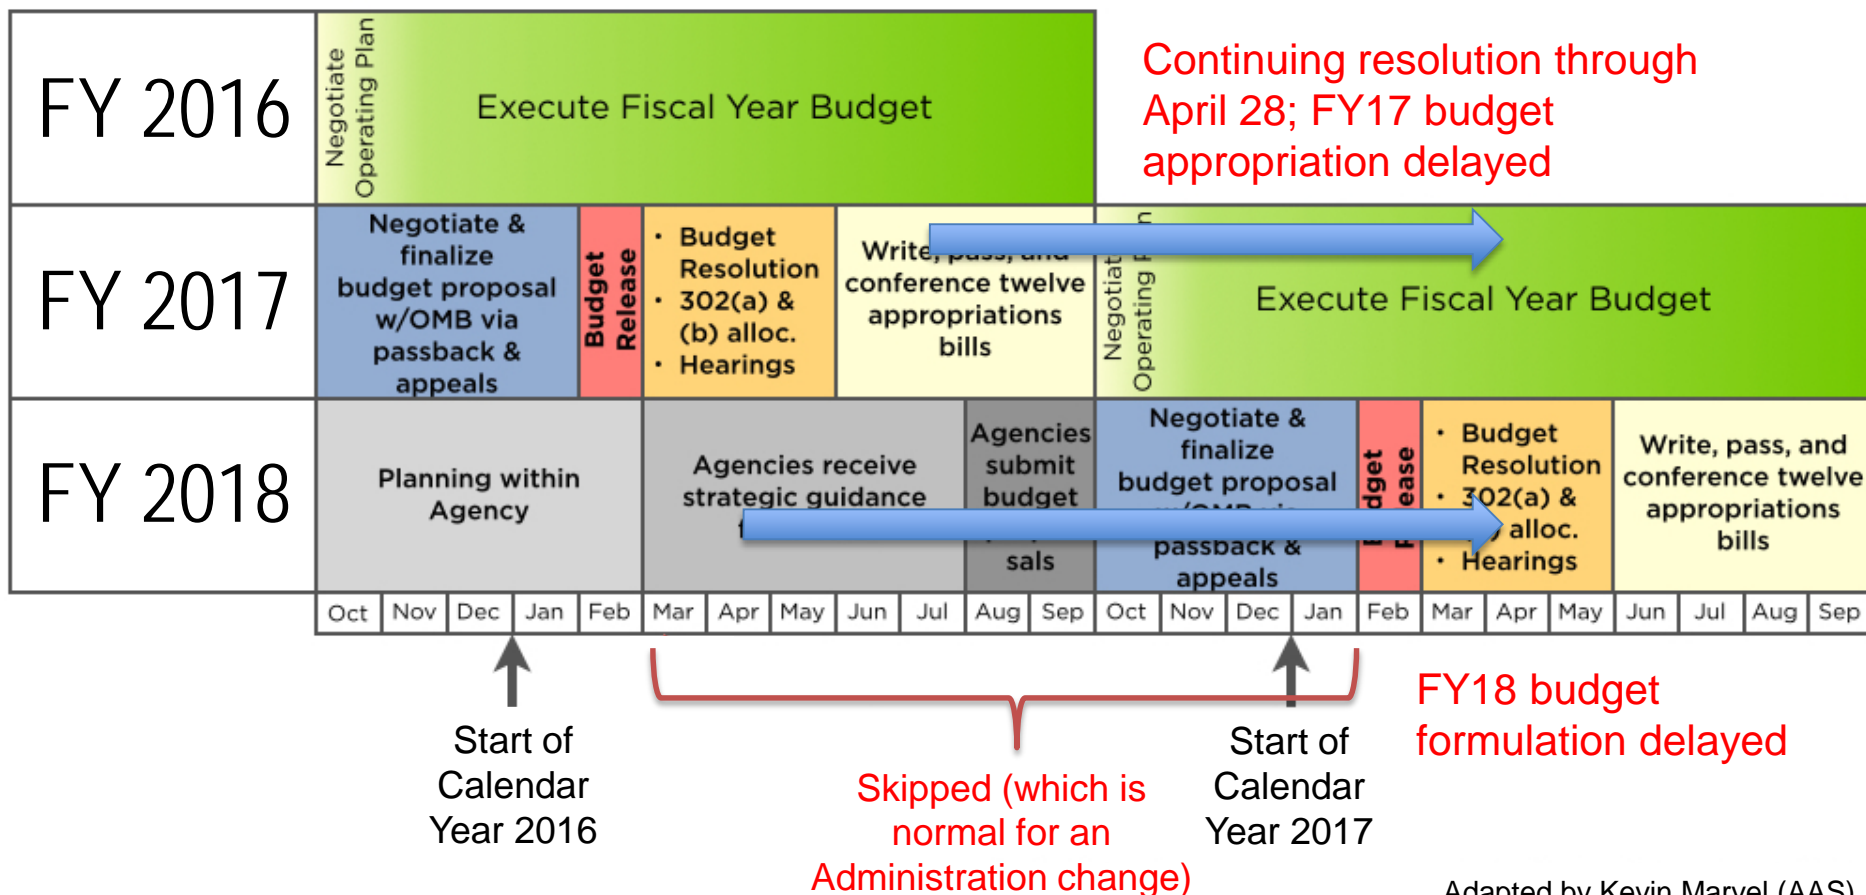 FY 2016
Negotiate
Operating Plan
Execute Fiscal Year Budget
Continuing resolution through
April 28; FY17 budget
appropriation delayed
FY 2017
Negotiate &
finalize
budget proposal
w/OMB via
passback &
appeals
Budget
Release
• Budget
Resolution
• 302(a) &
(b) alloc.
• Hearings
Write, pass, and
conference twelve
appropriations
bills
Operating
Execute Fiscal Year Budget
FY 2018
Planning within
Agency
Agencies receive
strategic guidance
Agencies
submit
budget
sals
Negotiate &
finalize
budget proposal
w/OMB via
passback &
appeals
• Budget
Resolution
• 302(a) &
alloc.
• Hearings
Write, pass, and
conference twelve
appropriations
bills
Oct Nov Dec Jan Feb Mar Apr May Jun Jul Aug Sep Oct Nov Dec Jan Feb Mar Apr May Jun Jul Aug Sep
Start of
Calendar
Year 2016
Skipped (which is
normal for an
Administration change)
Start of
Calendar
Year 2017
FY18 budget
formulation delayed
Adapted by Kevin Marvel (AAS)